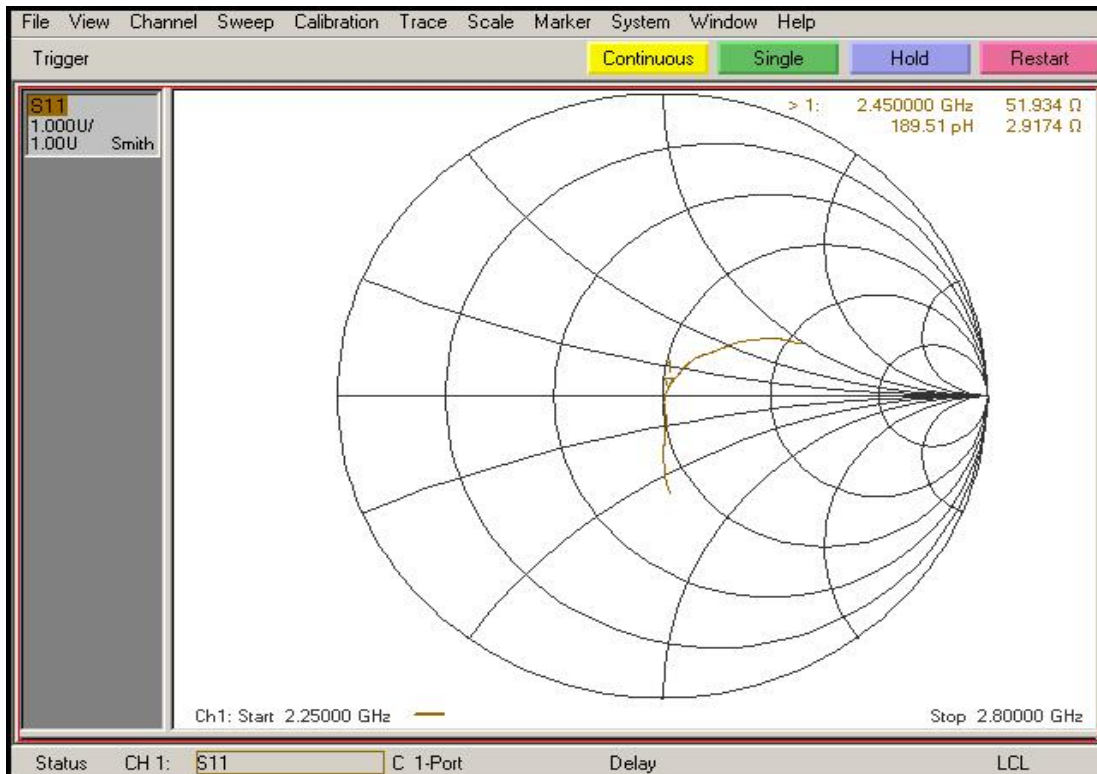 File View Channel Sweep Calibration Trace Scale Marker System Window Help
Trigger Continuous Single Hold Restart
S11
1.000U/
1.00U Smith
> 1: 2.450000 GHz 51.934 Ω
189.51 pH 2.9174 Ω
Ch1: Start 2.25000 GHz Stop 2.80000 GHz
Status CH 1: S11 C 1-Port Delay LCL